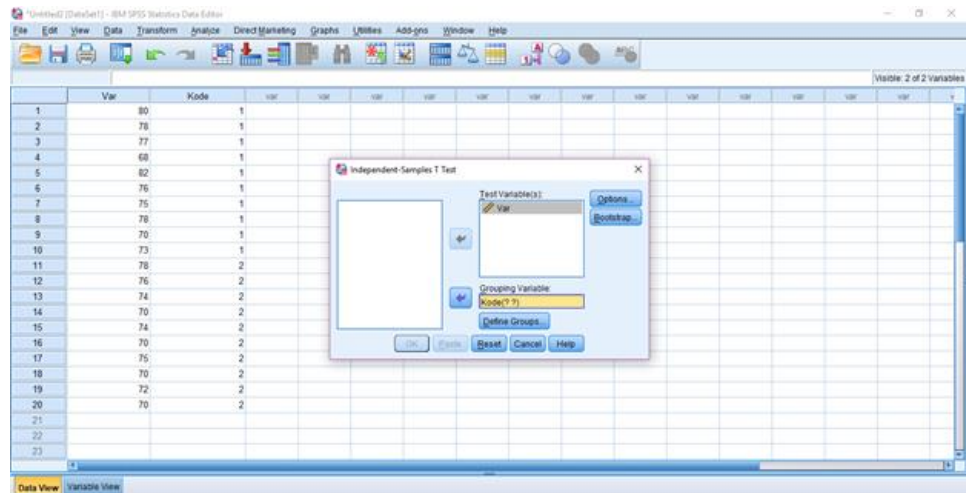 *Untitled2 [DataSet1] - IBM SPSS Statistics Data Editor
File Edit View Data Transform Analyze Direct Marketing Graphs Utilities Add-ons Window Help
Visible: 2 of 2 Variables
Var Kode var var var var var var var var var var var var
1 80 1
2 78 1
3 77 1
4 68 1
5 82 1
6 76 1
7 75 1
8 78 1
9 70 1
10 73 1
11 78 2
12 76 2
13 74 2
14 70 2
15 74 2
16 70 2
17 75 2
18 70 2
19 72 2
20 70 2
21
22
23
Independent-Samples T Test
Test Variable(s):
Var
Options...
Bootstrap...
Grouping Variable:
Kode(? ?)
Define Groups...
OK Paste Reset Cancel Help
Data View Variable View